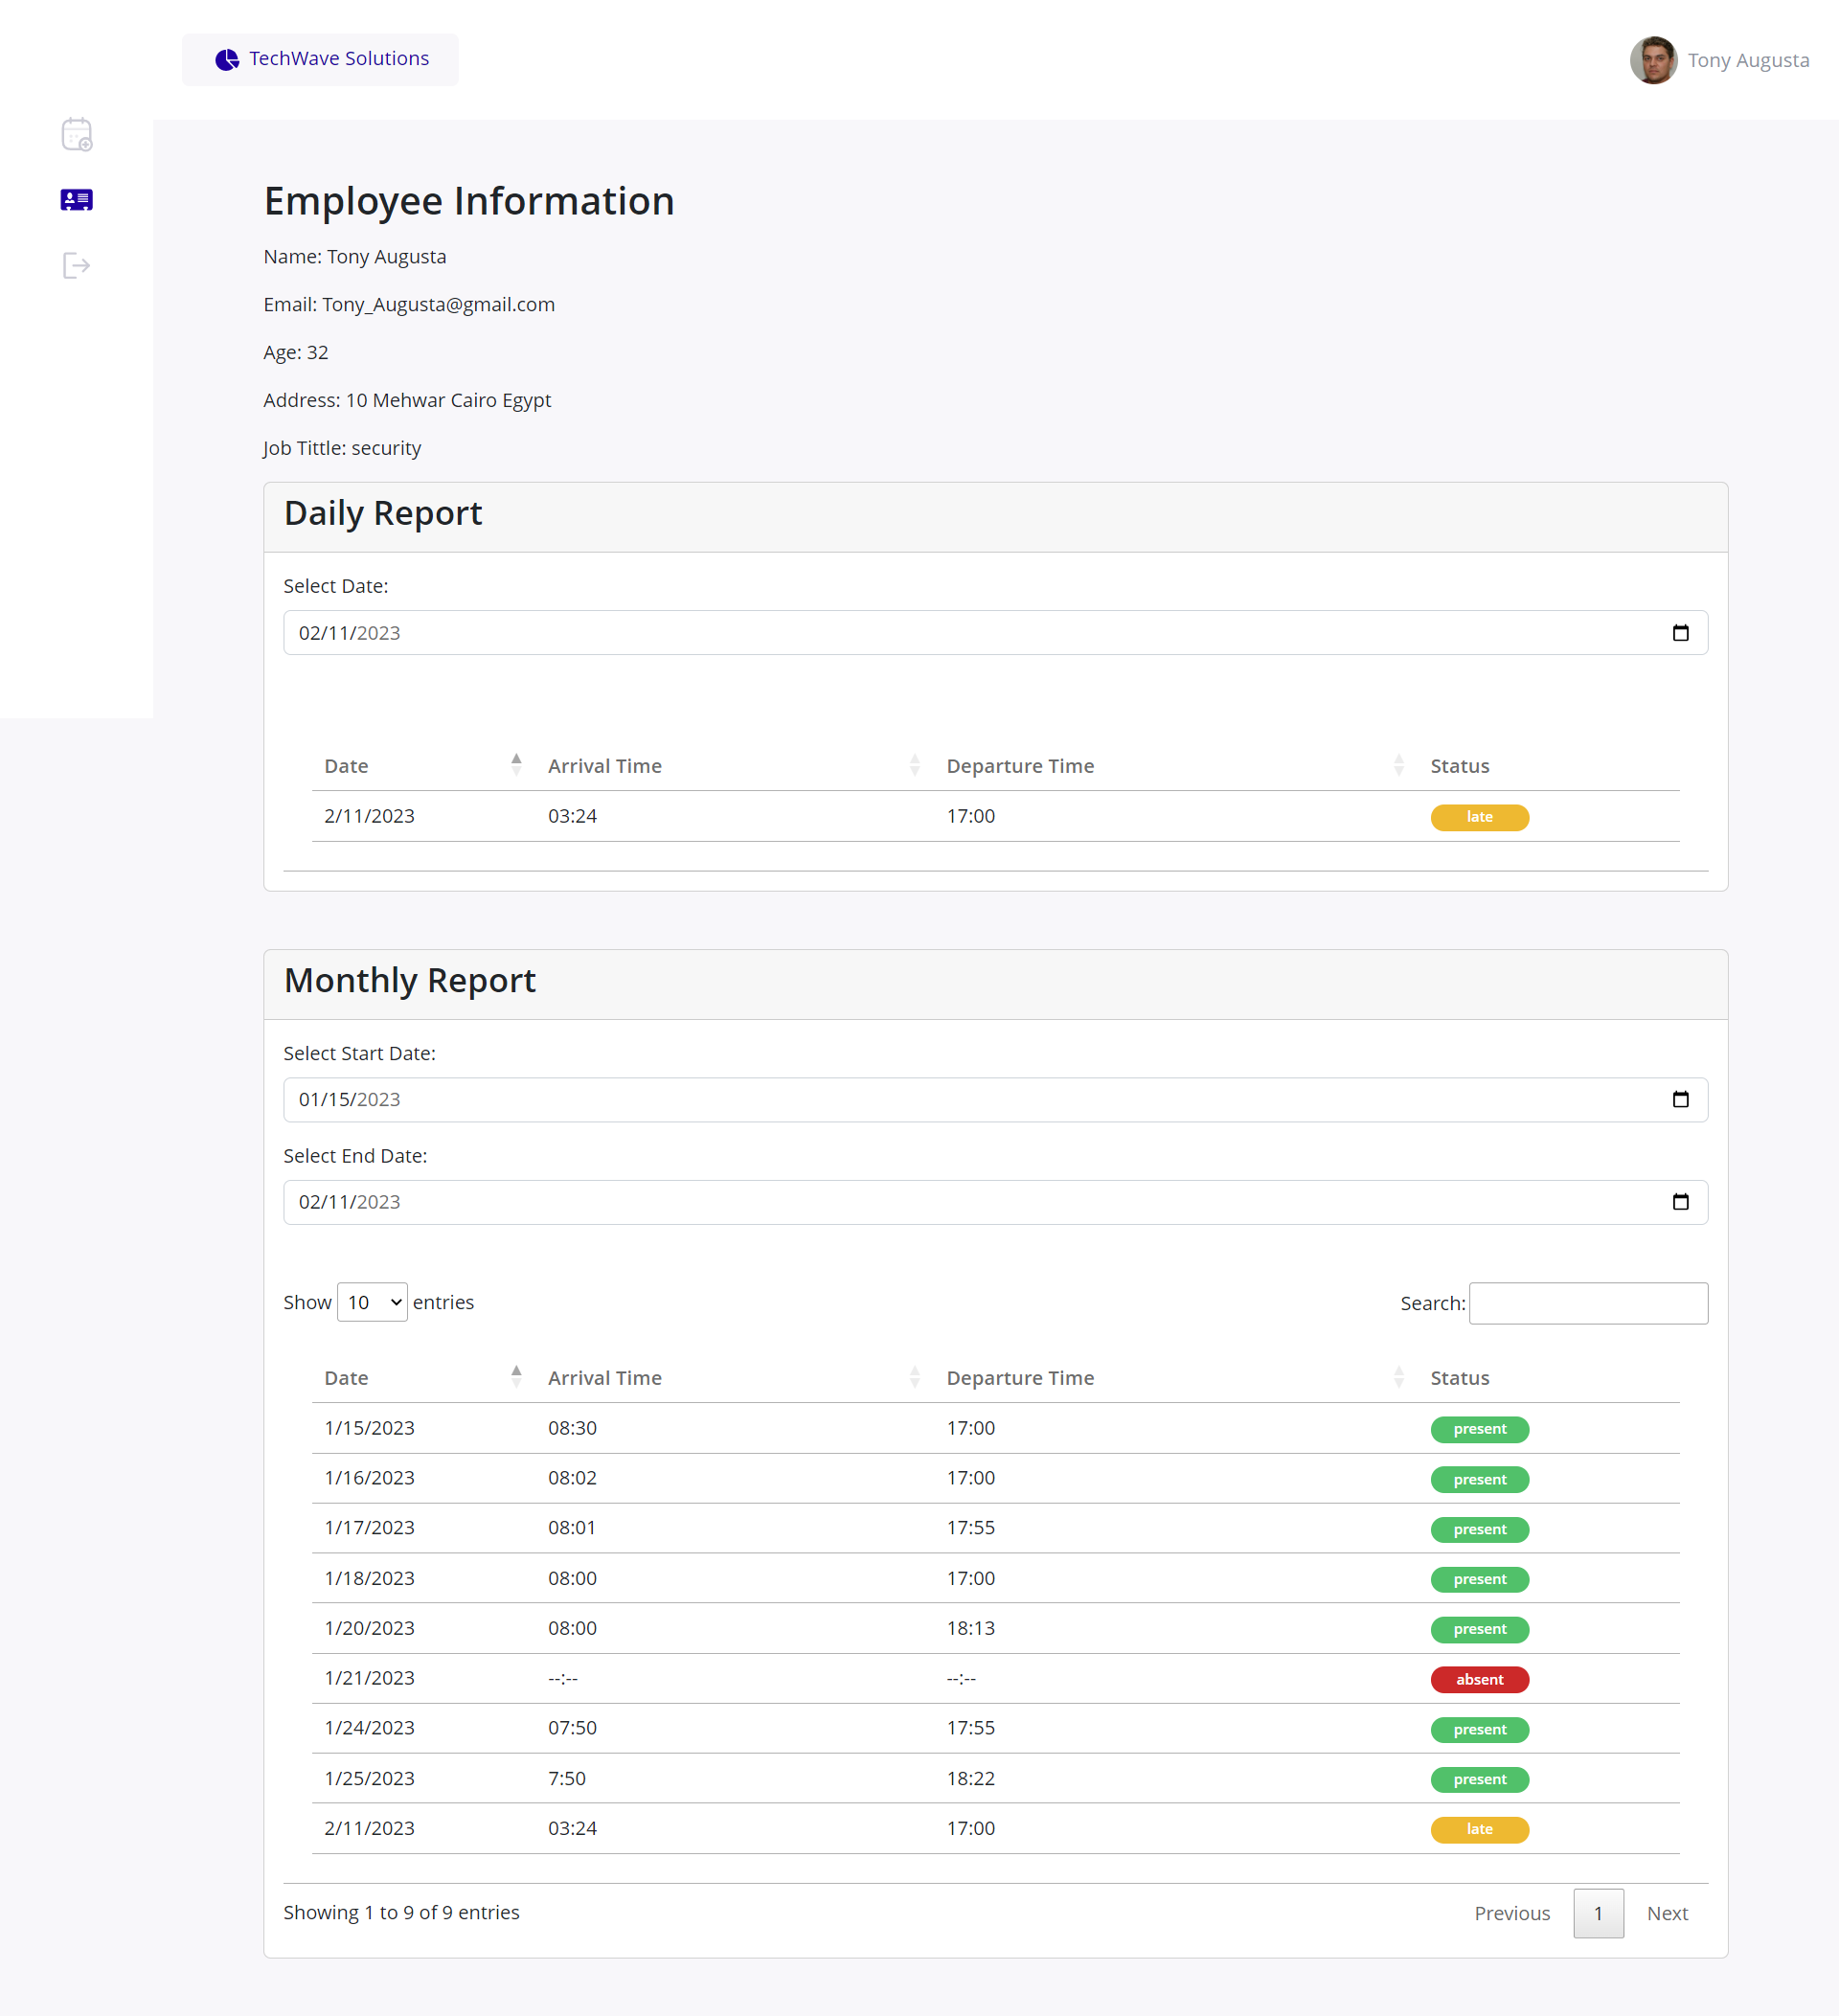 TechWave Solutions
Tony Augusta
Employee Information
Name: Tony Augusta
Email: Tony_Augusta@gmail.com
Age: 32
Address: 10 Mehwar Cairo Egypt
Job Tittle: security
Daily Report
Select Date:
02/11/2023
Date Arrival Time Departure Time Status
2/11/2023 03:24 17:00 late
Monthly Report
Select Start Date:
01/15/2023
Select End Date:
02/11/2023
Show 10 entries Search:
Date Arrival Time Departure Time Status
1/15/2023 08:30 17:00 present
1/16/2023 08:02 17:00 present
1/17/2023 08:01 17:55 present
1/18/2023 08:00 17:00 present
1/20/2023 08:00 18:13 present
1/21/2023 --:-- --:-- absent
1/24/2023 07:50 17:55 present
1/25/2023 7:50 18:22 present
2/11/2023 03:24 17:00 late
Showing 1 to 9 of 9 entries Previous 1 Next